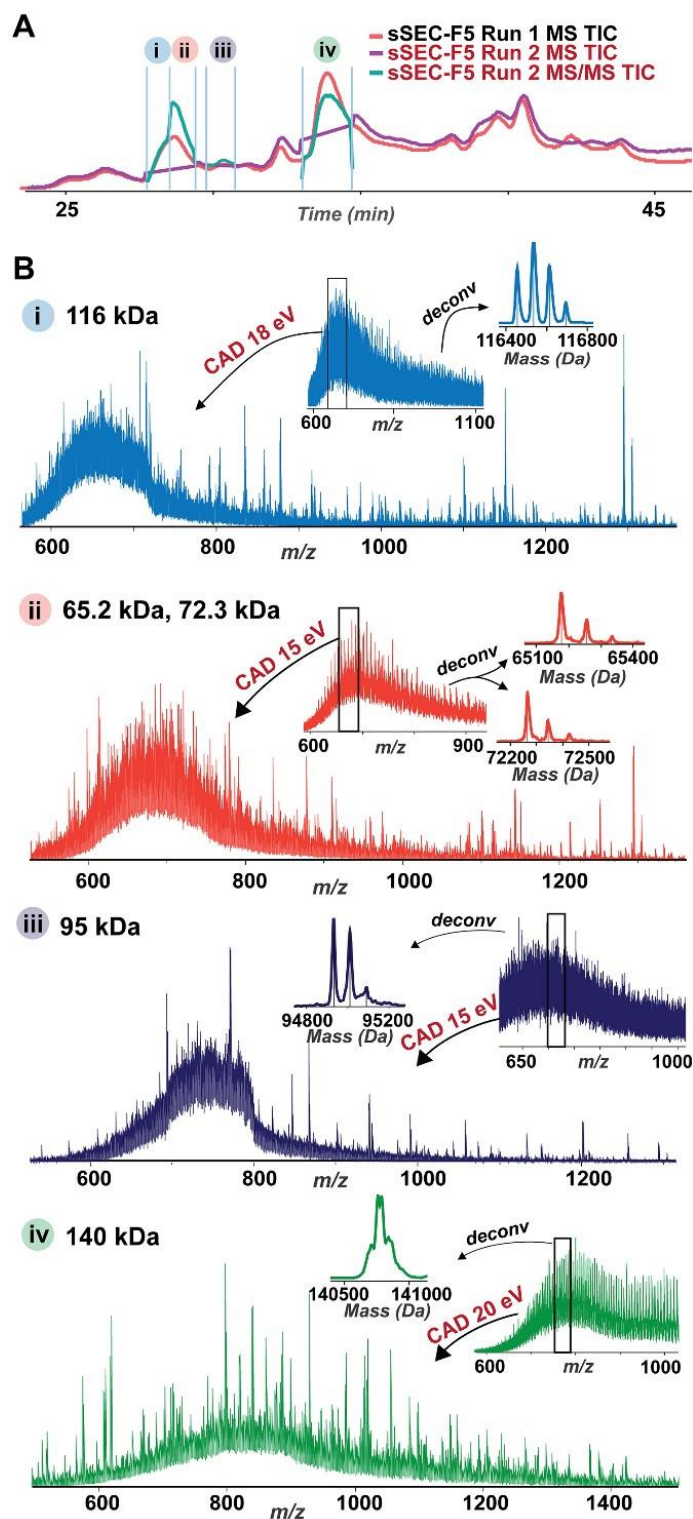 A
i ii iii iv
sSEC-F5 Run 1 MS TIC
sSEC-F5 Run 2 MS TIC
sSEC-F5 Run 2 MS/MS TIC
25 Time (min) 45
B
i 116 kDa
CAD 18 eV
deconv
116400 116800
Mass (Da)
600 m/z 1100
600 800 1000 1200
m/z
ii 65.2 kDa, 72.3 kDa
CAD 15 eV
deconv
65100 65400
Mass (Da)
600 m/z 900
72200 72500
Mass (Da)
600 800 1000 1200
m/z
iii 95 kDa
deconv
94800 95200
Mass (Da)
CAD 15 eV
650 m/z 1000
600 800 1000 1200
m/z
iv 140 kDa
deconv
140500 141000
Mass (Da)
CAD 20 eV
600 m/z 1000
600 800 1000 1200 1400
m/z